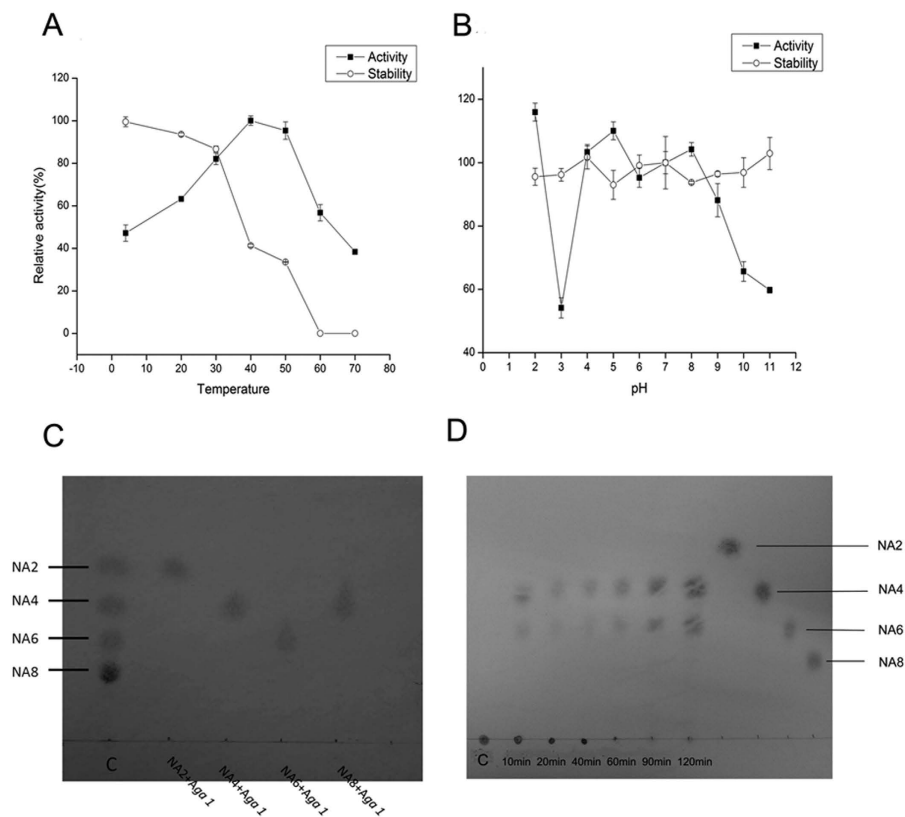 A
Activity
Stability
Relative activity(%)
120
100
80
60
40
20
0
-10 0 10 20 30 40 50 60 70 80
Temperature
B
Activity
Stability
120
100
80
60
40
0 1 2 3 4 5 6 7 8 9 10 11 12
pH
C
NA2
NA4
NA6
NA8
C
NA2+Aga 1
NA4+Aga 1
NA6+Aga 1
NA8+Aga 1
D
NA2
NA4
NA6
NA8
C 10min 20min 40min 60min 90min 120min